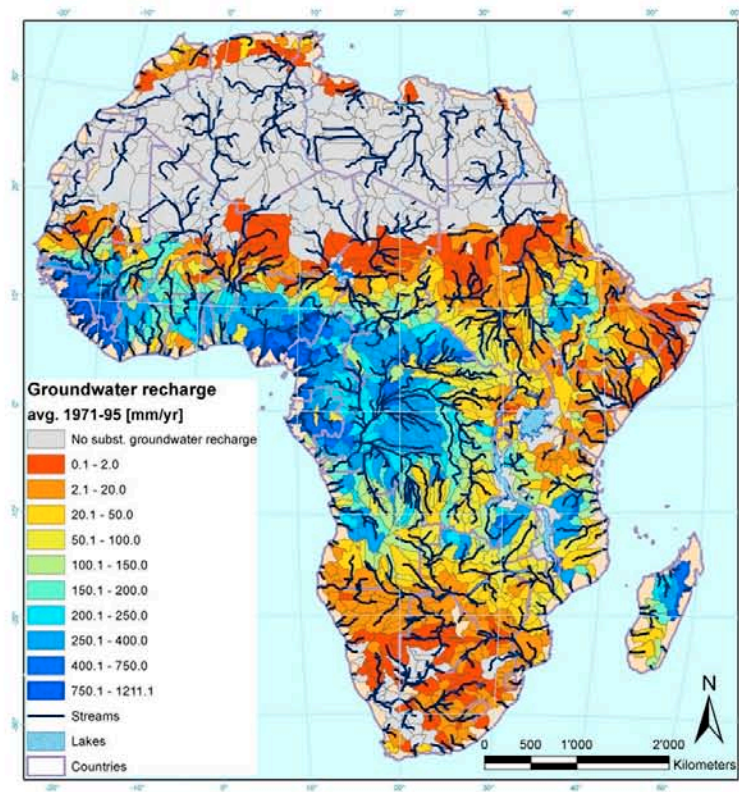 Groundwater recharge
avg. 1971-95 [mm/yr]
No subst. groundwater recharge
0.1 - 2.0
2.1 - 20.0
20.1 - 50.0
50.1 - 100.0
100.1 - 150.0
150.1 - 200.0
200.1 - 250.0
250.1 - 400.0
400.1 - 750.0
750.1 - 1211.1
Streams
Lakes
Countries
N
0 500 1'000 2'000
Kilometers